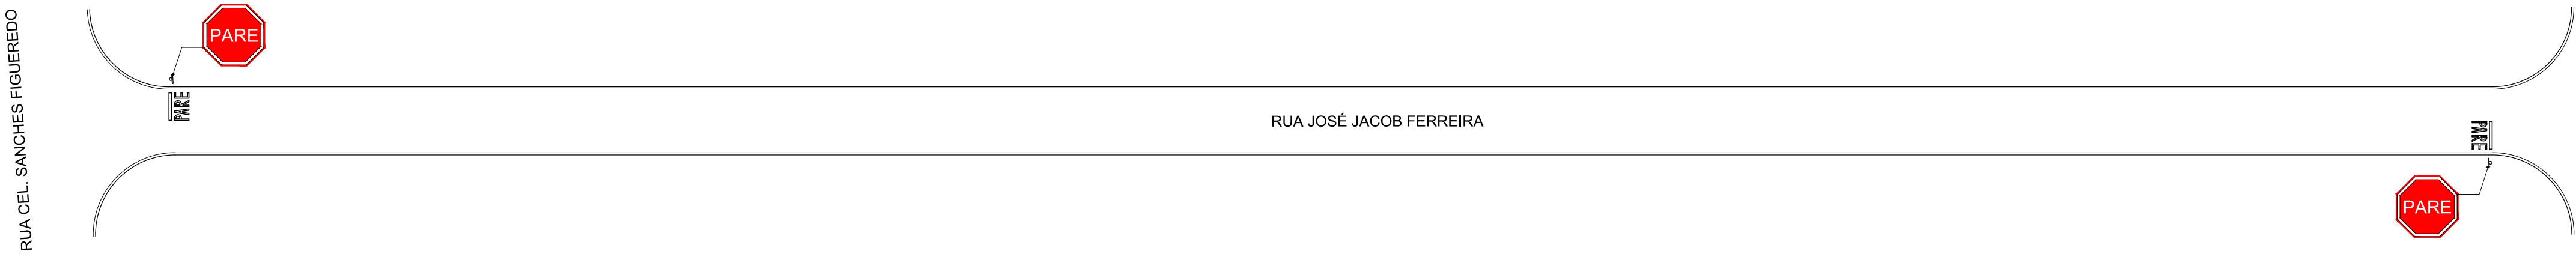 RUA CEL. SANCHES FIGUEREDO
PARE
PARE
RUA JOSÉ JACOB FERREIRA
PARE
PARE